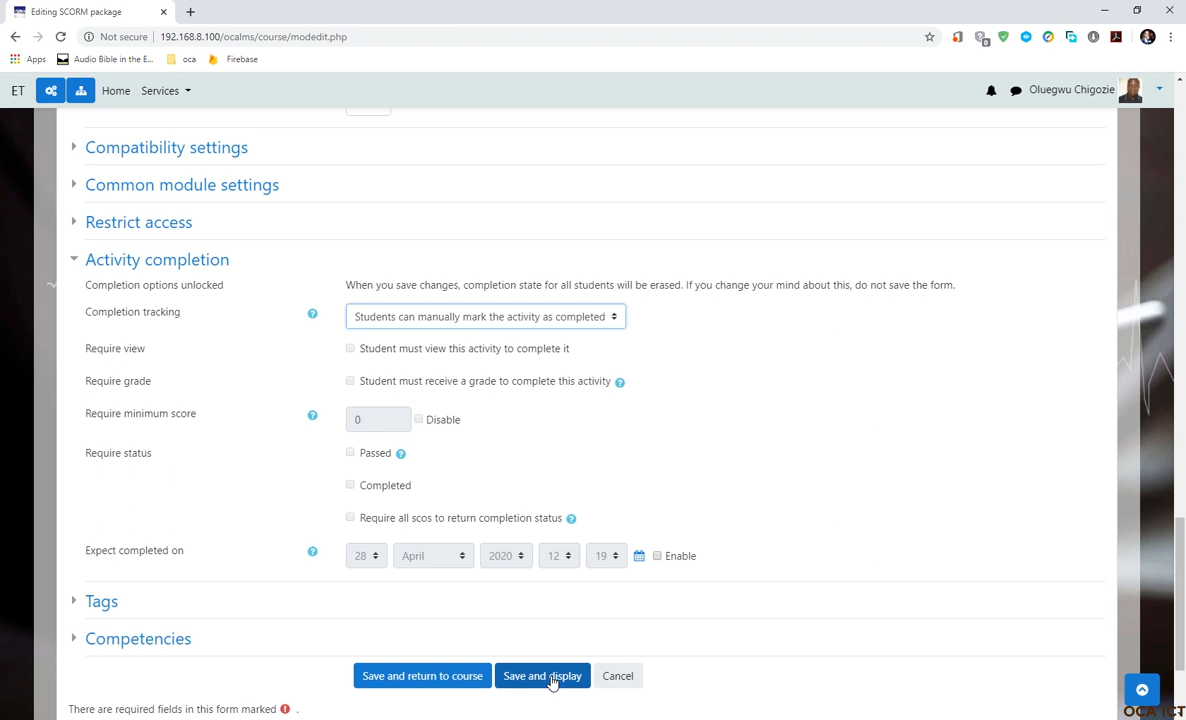 Editing SCORM package
Not secure 192.168.8.100/ocalms/course/modedit.php
Apps Audio Bible in the E... oca Firebase
ET Home Services Oluegwu Chigozie
Compatibility settings
Common module settings
Restrict access
Activity completion
Completion options unlocked When you save changes, completion state for all students will be erased. If you change your mind about this, do not save the form.
Completion tracking Students can manually mark the activity as completed
Require view Student must view this activity to complete it
Require grade Student must receive a grade to complete this activity
Require minimum score 0 Disable
Require status Passed
Completed
Require all scos to return completion status
Expect completed on 28 April 2020 12 19 Enable
Tags
Competencies
Save and return to course Save and display Cancel
There are required fields in this form marked .
OCA ICT